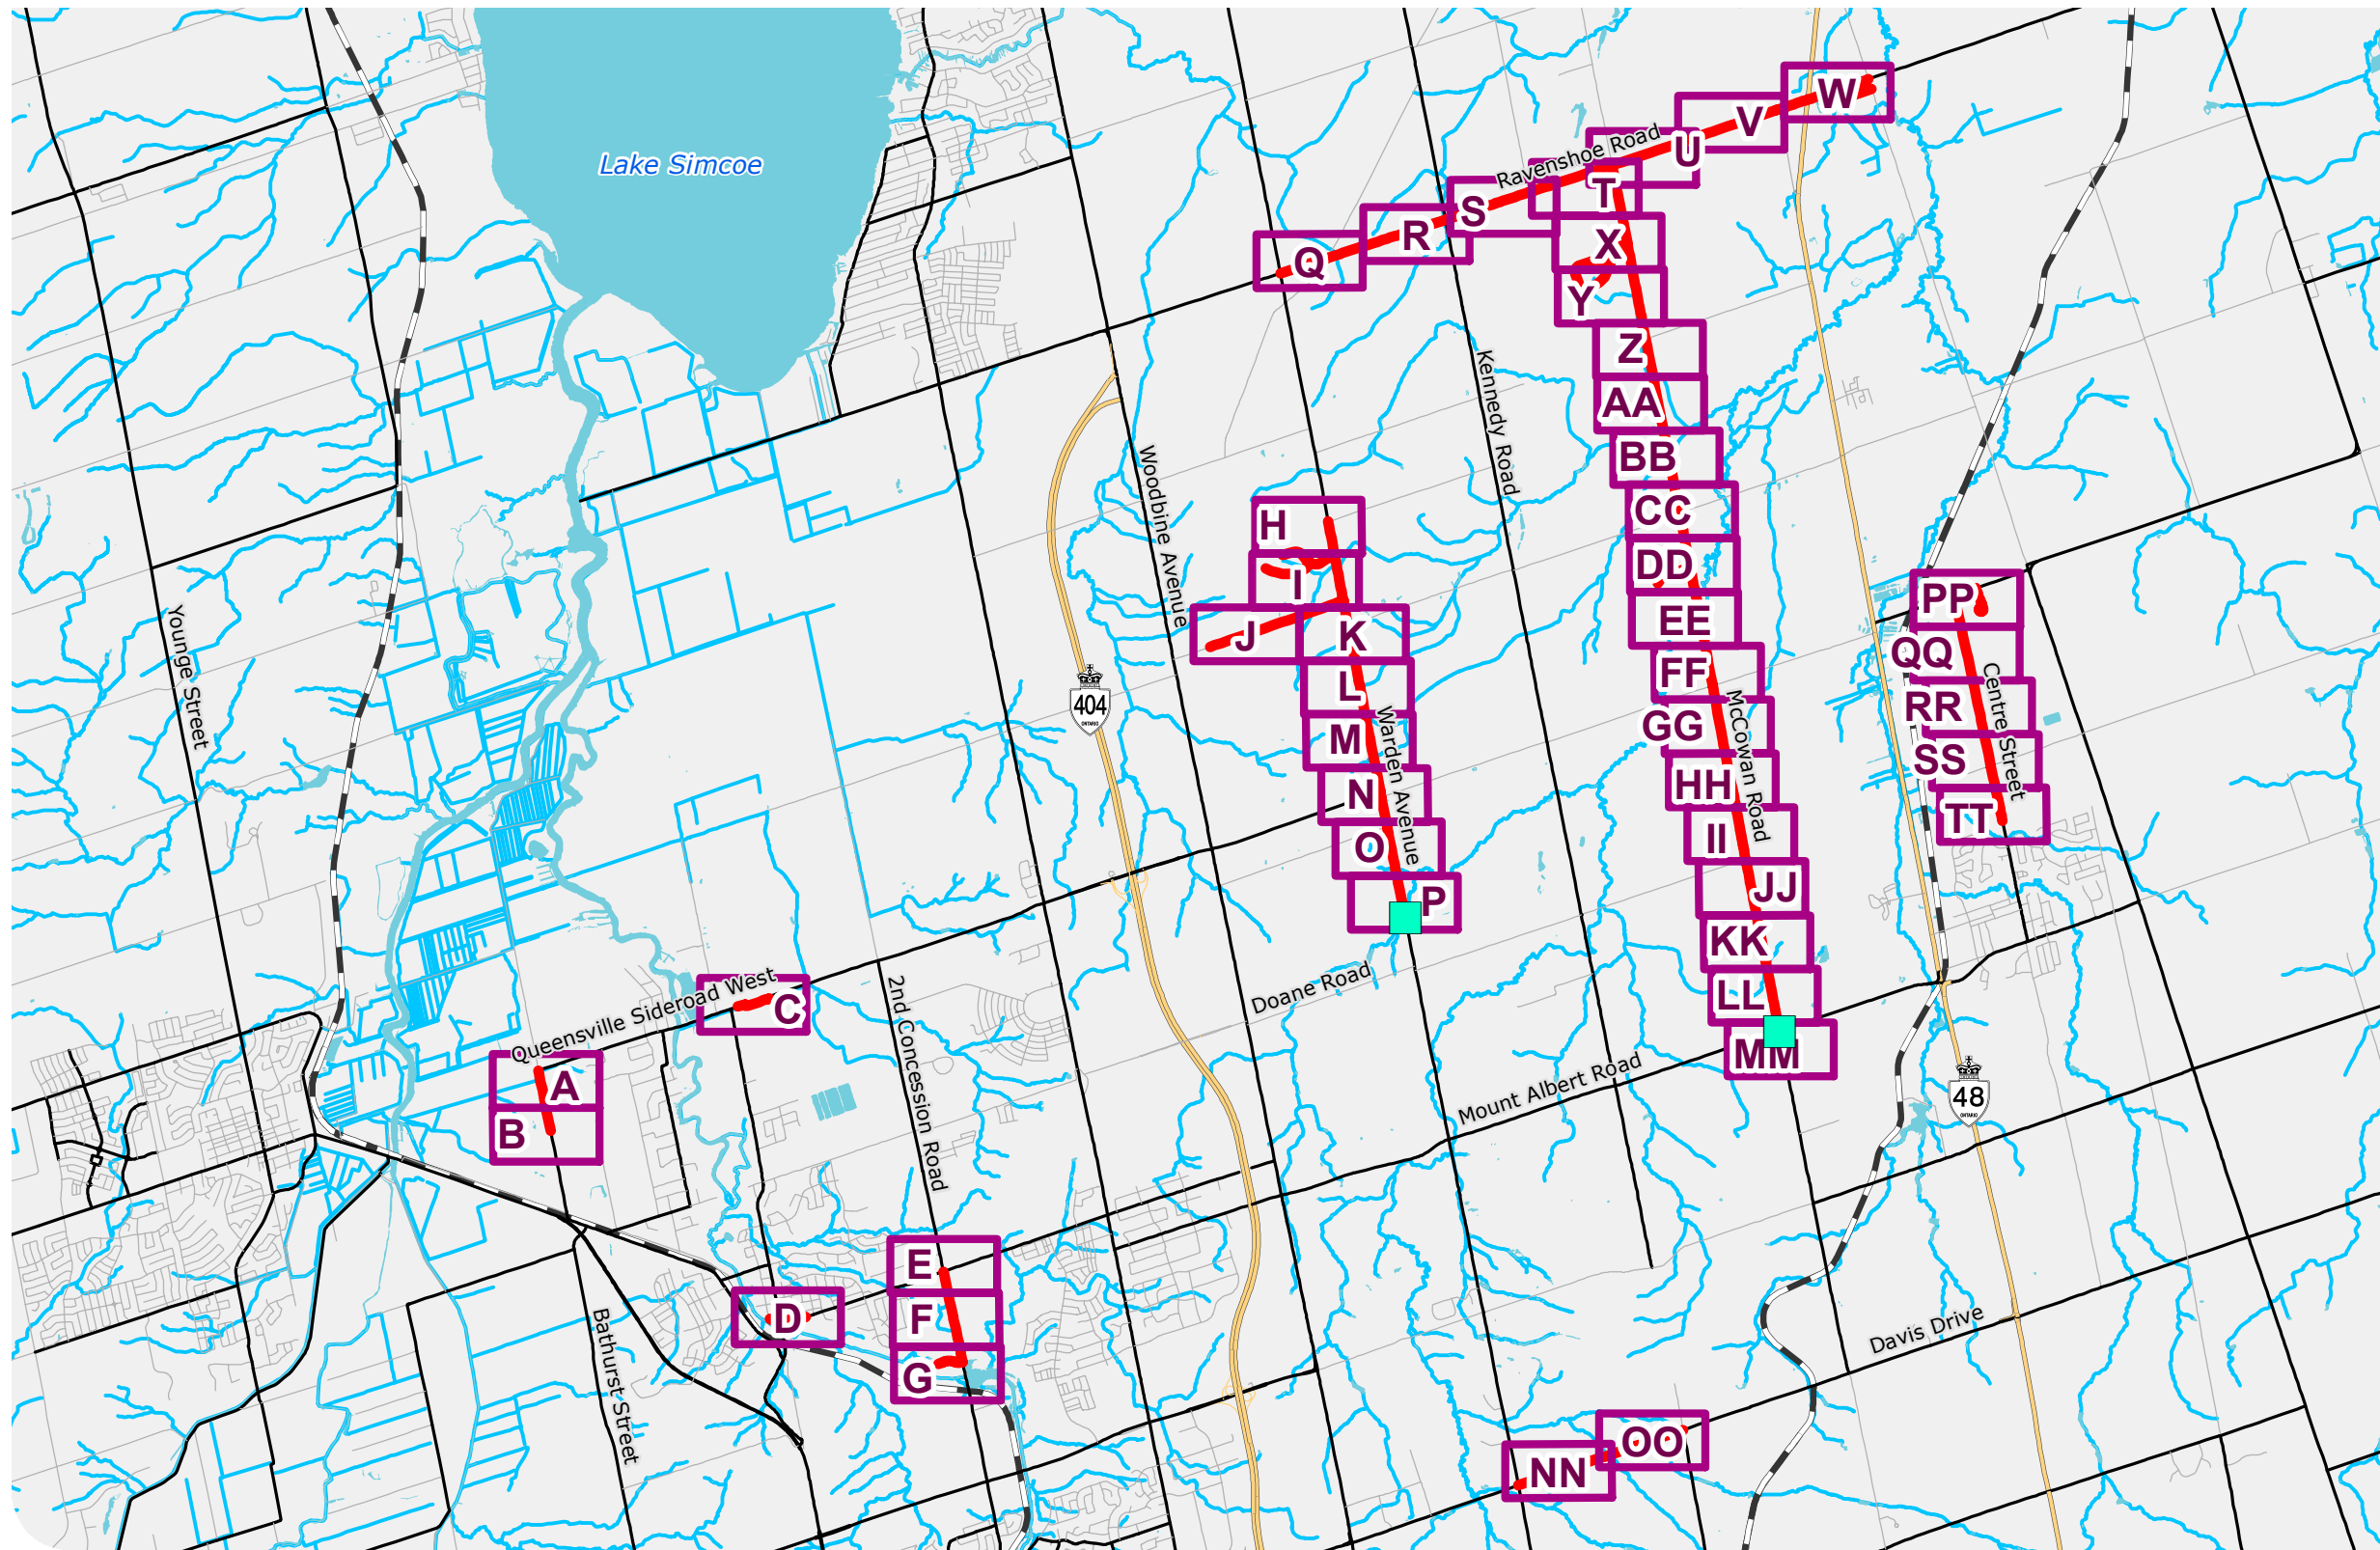 W
V
Ravenshoe Road
U
Lake Simcoe
T
S
R
X
Q
Y
Z
Kennedy Road
AA
BB
Woodbine Avenue
CC
H
DD
I
PP
EE
J
K
QQ
Younge Street
FF
L
Centre Street
404
ONTARIO
RR
McCowan Road
GG
M
Warden Avenue
SS
HH
N
TT
II
O
JJ
P
KK
Doane Road
LL
C
Queensville Sideroad West
2nd Concession Road
MM
A
Mount Albert Road
48
ONTARIO
B
E
D
F
Davis Drive
G
Bathurst Street
OO
NN